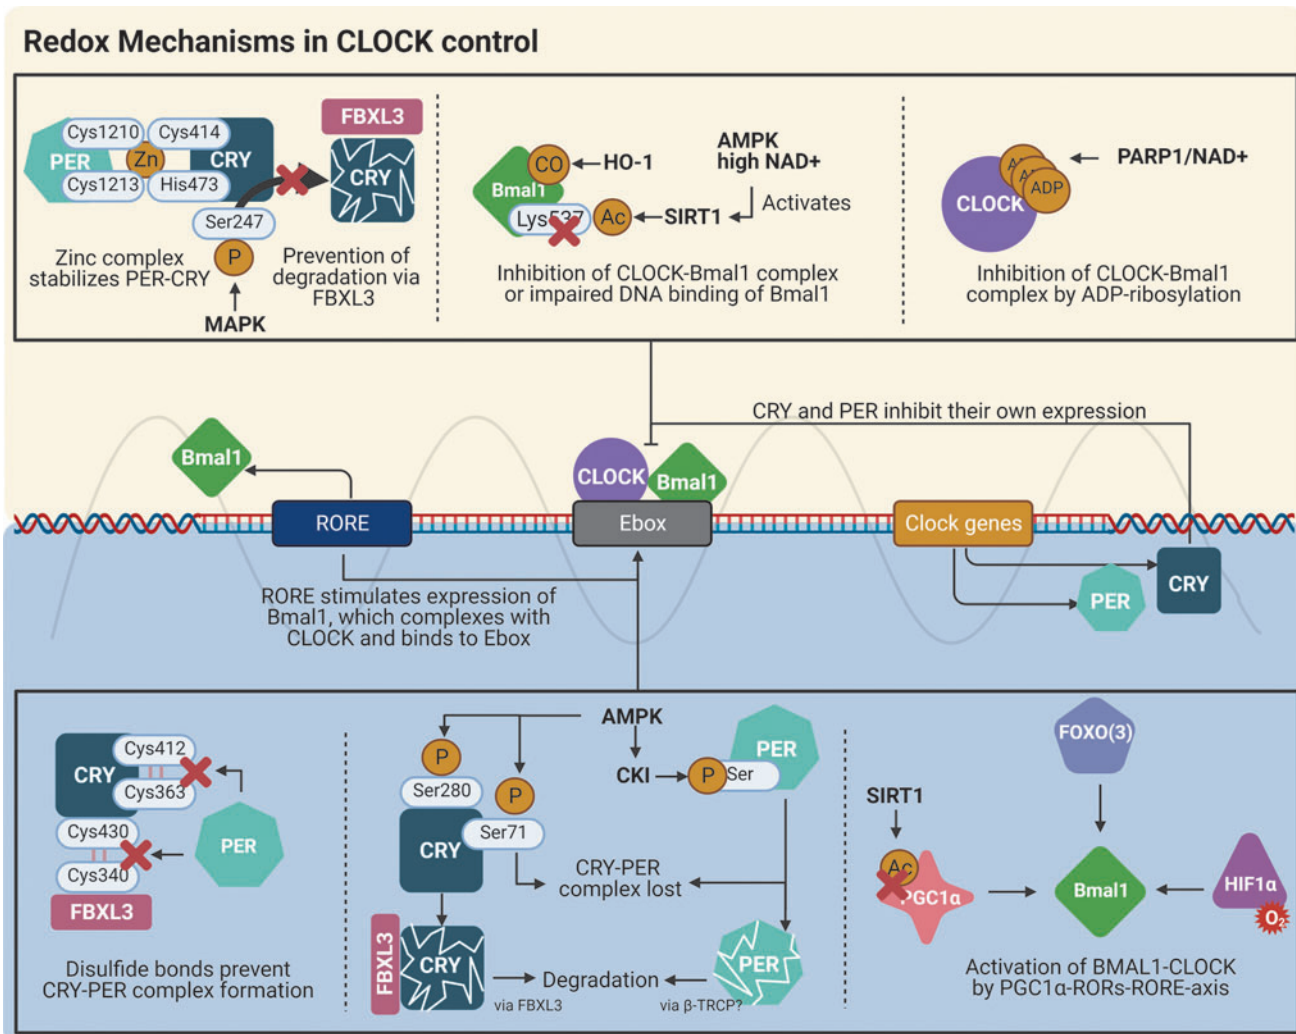 Redox Mechanisms in CLOCK control
FBXL3
Cys1210
Cys414
PER
Zn
CRY
CRY
Cys1213
His473
Ser247
P
Zinc complex
stabilizes PER-CRY
Prevention of
degradation via
FBXL3
MAPK
CO
HO-1
Bmal1
Lys537
Ac
SIRT1
AMPK
high NAD+
Activates
Inhibition of CLOCK-Bmal1 complex
or impaired DNA binding of Bmal1
CLOCK
ADP
PARP1/NAD+
Inhibition of CLOCK-Bmal1
complex by ADP-ribosylation
CRY and PER inhibit their own expression
Bmal1
CLOCK
Bmal1
RORE
Ebox
Clock genes
RORE stimulates expression of
Bmal1, which complexes with
CLOCK and binds to Ebox
PER
CRY
Cys412
CRY
Cys363
Cys430
Cys340
FBXL3
PER
Disulfide bonds prevent
CRY-PER complex formation
AMPK
P
Ser280
P
Ser71
CRY
CKI
P
Ser
PER
CRY-PER
complex lost
FBXL3
CRY
Degradation
via FBXL3
via β-TRCP?
PER
FOXO(3)
SIRT1
Ac
PGC1α
Bmal1
HIF1α
O2
Activation of BMAL1-CLOCK
by PGC1α-RORs-RORE-axis